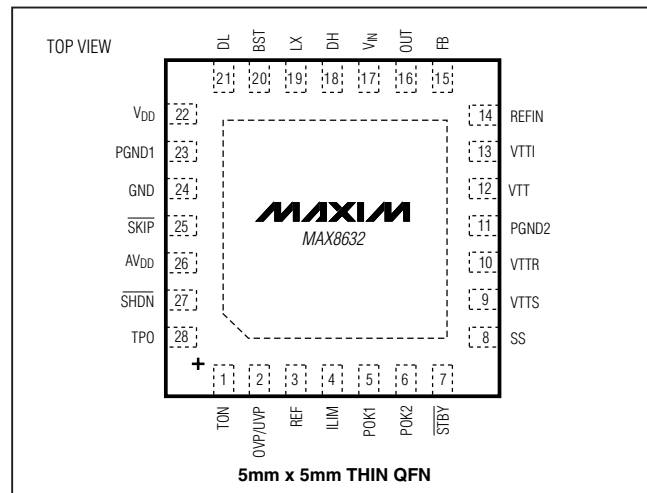 TOP VIEW
DL
BST
LX
DH
VIN
OUT
FB
21
20
19
18
17
16
15
VDD
22
PGND1
23
GND
24
SKIP
25
AVDD
26
SHDN
27
TPO
28
14
REFIN
13
VTTI
12
VTT
11
PGND2
10
VTTR
9
VTTS
8
SS
MAXIM
MAX8632
+
1
2
3
4
5
6
7
TON
OVP/UVP
REF
ILIM
POK1
POK2
STBY
5mm x 5mm THIN QFN